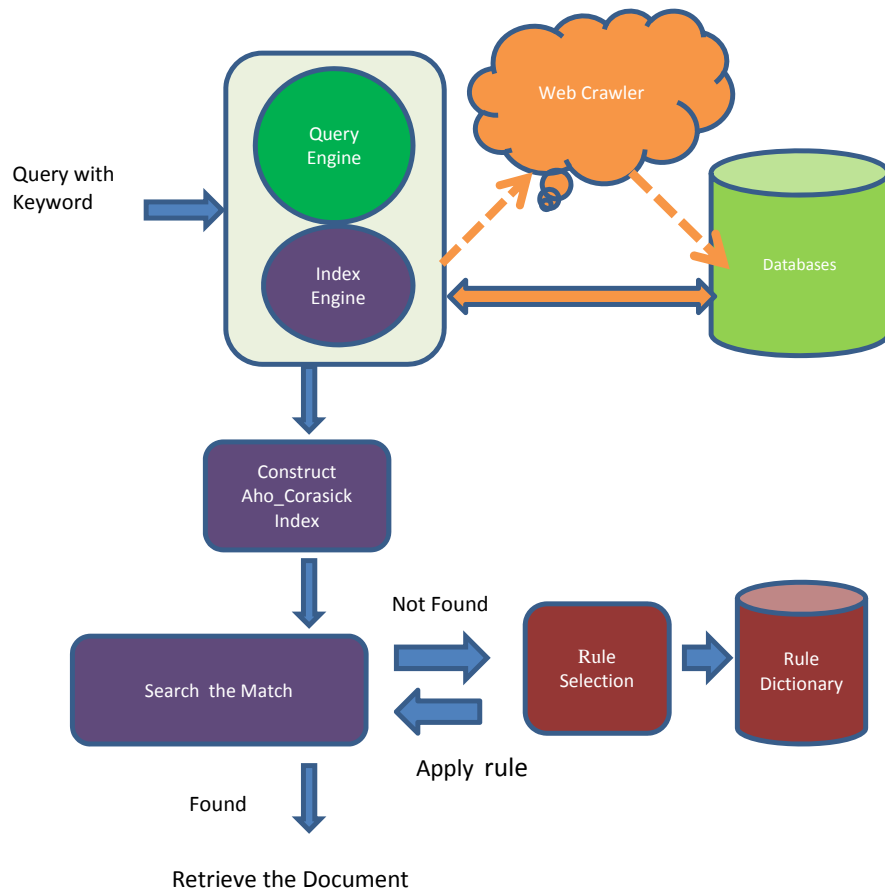 Web Crawler
Query
Engine
Query with
Keyword
Index
Engine
Databases
Construct
Aho_Corasick
Index
Not Found
Search the Match
Rule
Selection
Rule
Dictionary
Apply rule
Found
Retrieve the Document